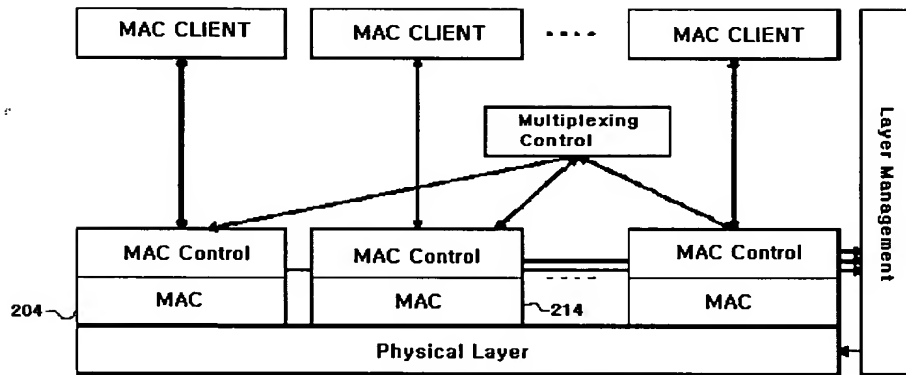 MAC CLIENT
MAC CLIENT
MAC CLIENT
Layer Management
Multiplexing
Control
MAC Control
MAC Control
MAC Control
204
MAC
MAC
214
MAC
Physical Layer